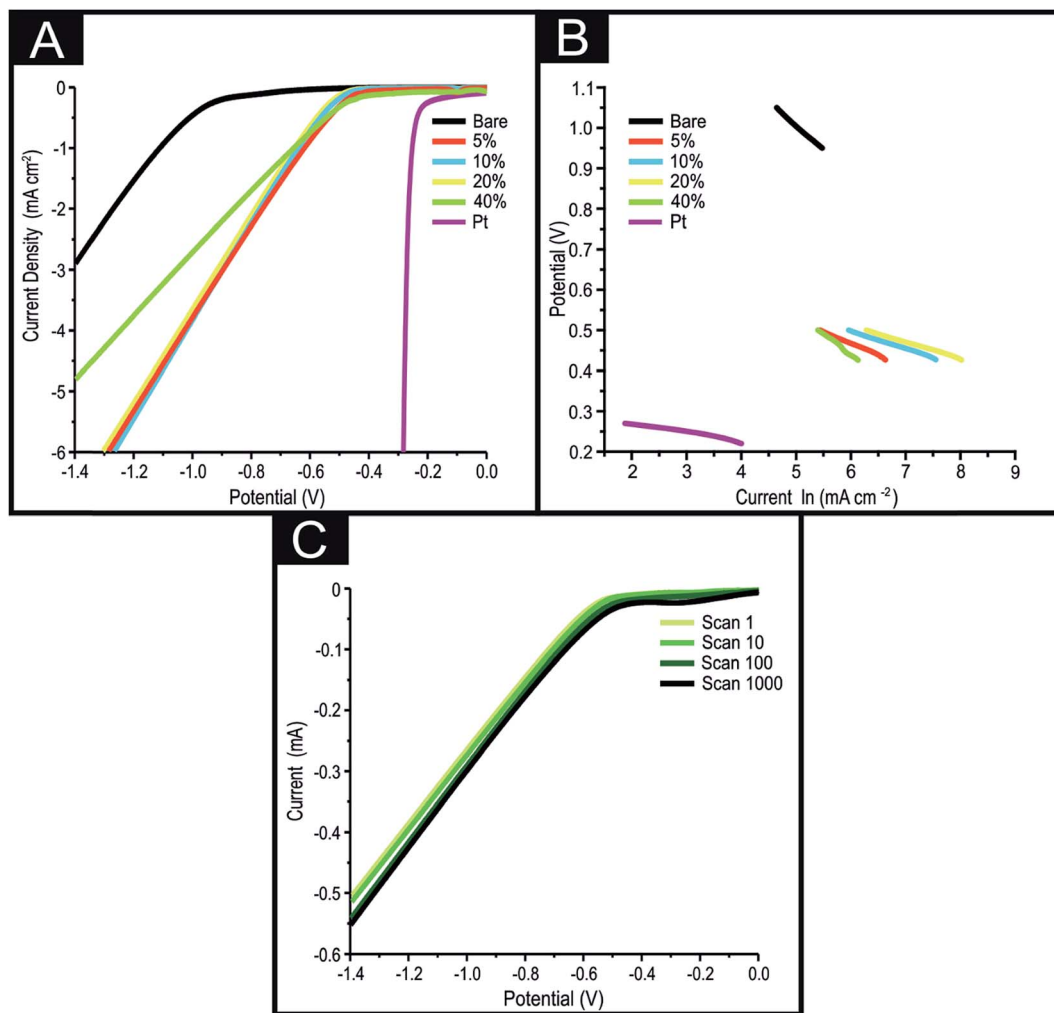 A
Current Density (mA cm²)
0
-1
-2
-3
-4
-5
-6
-1.4 -1.2 -1.0 -0.8 -0.6 -0.4 -0.2 0.0
Potential (V)
Bare
5%
10%
20%
40%
Pt
B
Potential (V)
1.1
1.0
0.9
0.8
0.7
0.6
0.5
0.4
0.3
0.2
2 3 4 5 6 7 8 9
Current ln (mA cm⁻²)
Bare
5%
10%
20%
40%
Pt
C
Current (mA)
0
-0.1
-0.2
-0.3
-0.4
-0.5
-0.6
-1.4 -1.2 -1.0 -0.8 -0.6 -0.4 -0.2 0.0
Potential (V)
Scan 1
Scan 10
Scan 100
Scan 1000